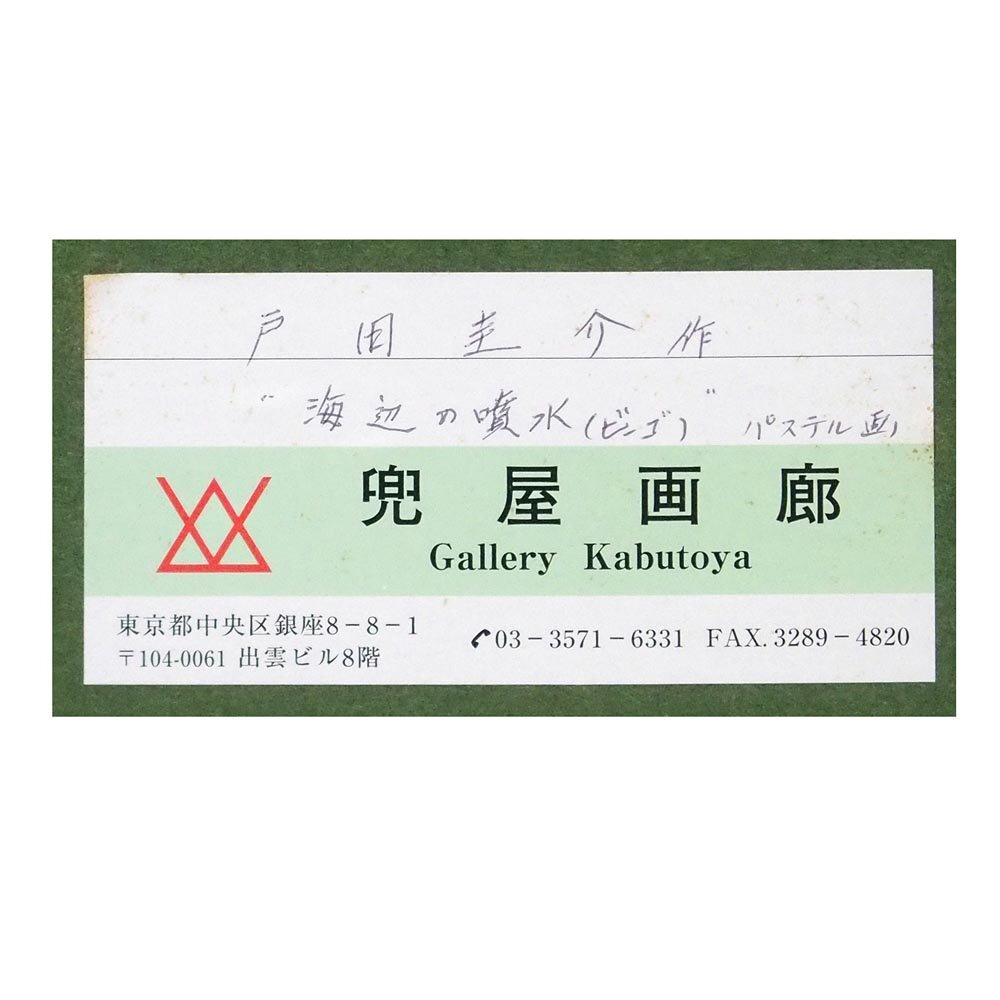 戸田圭介作
"海辺の噴水(ビンゴ)" パステル画
兜屋画廊
Gallery Kabutoya
東京都中央区銀座8-8-1
〒104-0061 出雲ビル8階
03-3571-6331 FAX.3289-4820